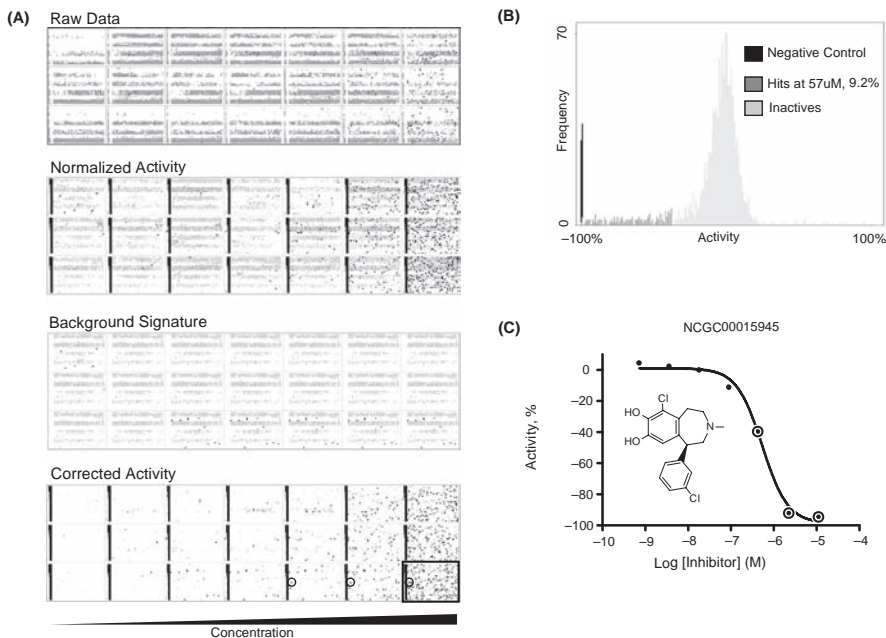 (A)
Raw Data
Normalized Activity
Background Signature
Corrected Activity
Concentration
(B)
70
Frequency
0
–100%
Activity
100%
Negative Control
Hits at 57uM, 9.2%
Inactives
(C)
NCGC00015945
0
–20
–40
–60
–80
–100
Activity, %
Cl
HO
HO
N
Cl
–10
–9
–8
–7
–6
–5
–4
Log [Inhibitor] (M)